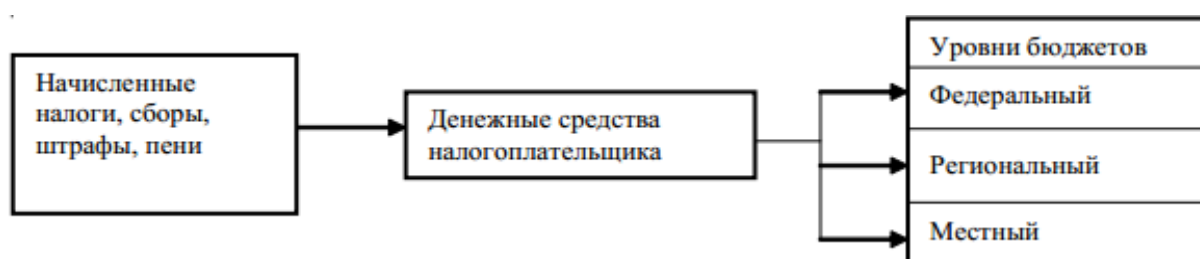 Начисленные
налоги, сборы,
штрафы, пени
Денежные средства
налогоплательщика
Уровни бюджетов
Федеральный
Региональный
Местный